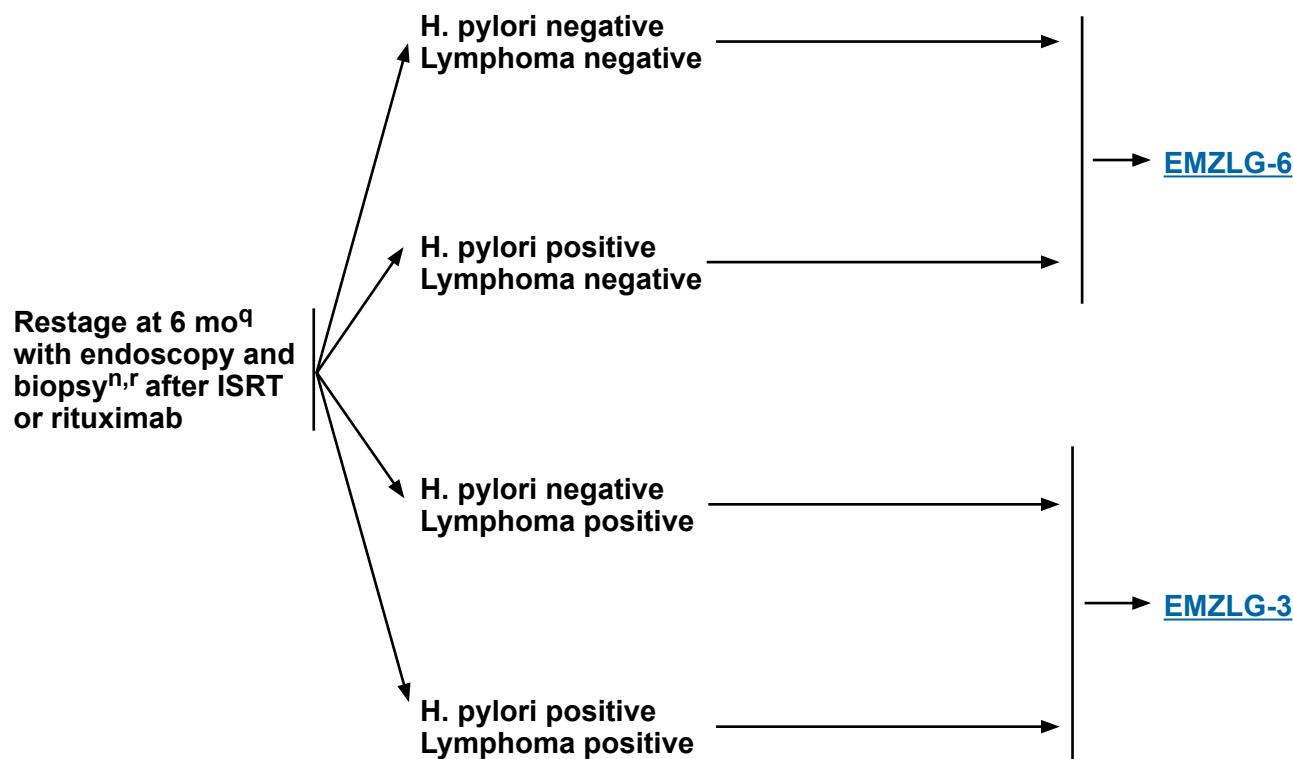 H. pylori negative
Lymphoma negative
EMZLG-6
H. pylori positive
Lymphoma negative
Restage at 6 moq
with endoscopy and
biopsyn,r after ISRT
or rituximab
H. pylori negative
Lymphoma positive
EMZLG-3
H. pylori positive
Lymphoma positive